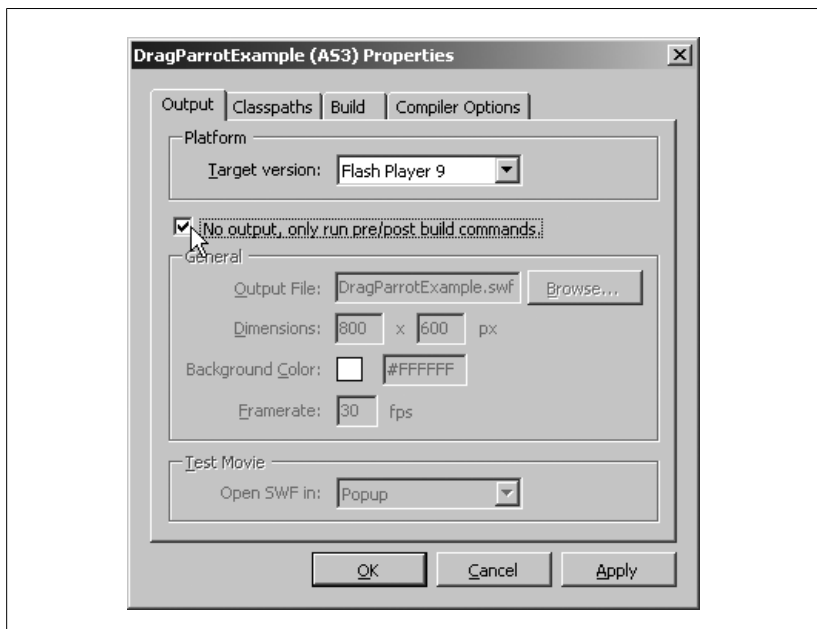 DragParrotExample (AS3) Properties
Output Classpaths Build Compiler Options
Platform
Target version: Flash Player 9
No output, only run pre/post build commands.
General
Output File: DragParrotExample.swf Browse...
Dimensions: 800 x 600 px
Background Color: #FFFFFF
Framerate: 30 fps
Test Movie
Open SWF in: Popup
OK Cancel Apply